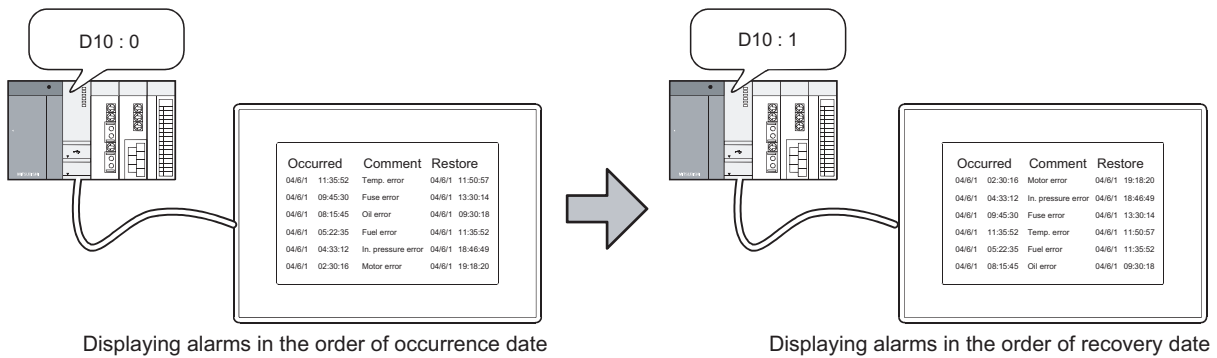 D10 : 0
Occurred Comment Restore
04/6/1 11:35:52 Temp. error 04/6/1 11:50:57
04/6/1 09:45:30 Fuse error 04/6/1 13:30:14
04/6/1 08:15:45 Oil error 04/6/1 09:30:18
04/6/1 05:22:35 Fuel error 04/6/1 11:35:52
04/6/1 04:33:12 In. pressure error 04/6/1 18:46:49
04/6/1 02:30:16 Motor error 04/6/1 19:18:20
Displaying alarms in the order of occurrence date
D10 : 1
Occurred Comment Restore
04/6/1 02:30:16 Motor error 04/6/1 19:18:20
04/6/1 04:33:12 In. pressure error 04/6/1 18:46:49
04/6/1 09:45:30 Fuse error 04/6/1 13:30:14
04/6/1 11:35:52 Temp. error 04/6/1 11:50:57
04/6/1 05:22:35 Fuel error 04/6/1 11:35:52
04/6/1 08:15:45 Oil error 04/6/1 09:30:18
Displaying alarms in the order of recovery date